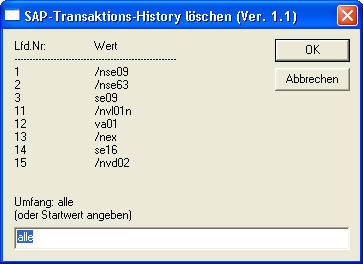 SAP-Transaktions-History löschen (Ver. 1.1)
Lfd.Nr: Wert
OK
Abbrechen
--------------------------------------------------------
1 /nse09
2 /nse63
3 se09
11 /nvl01n
12 va01
13 /nex
14 se16
15 /nvd02
Umfang: alle
(oder Startwert angeben)
alle